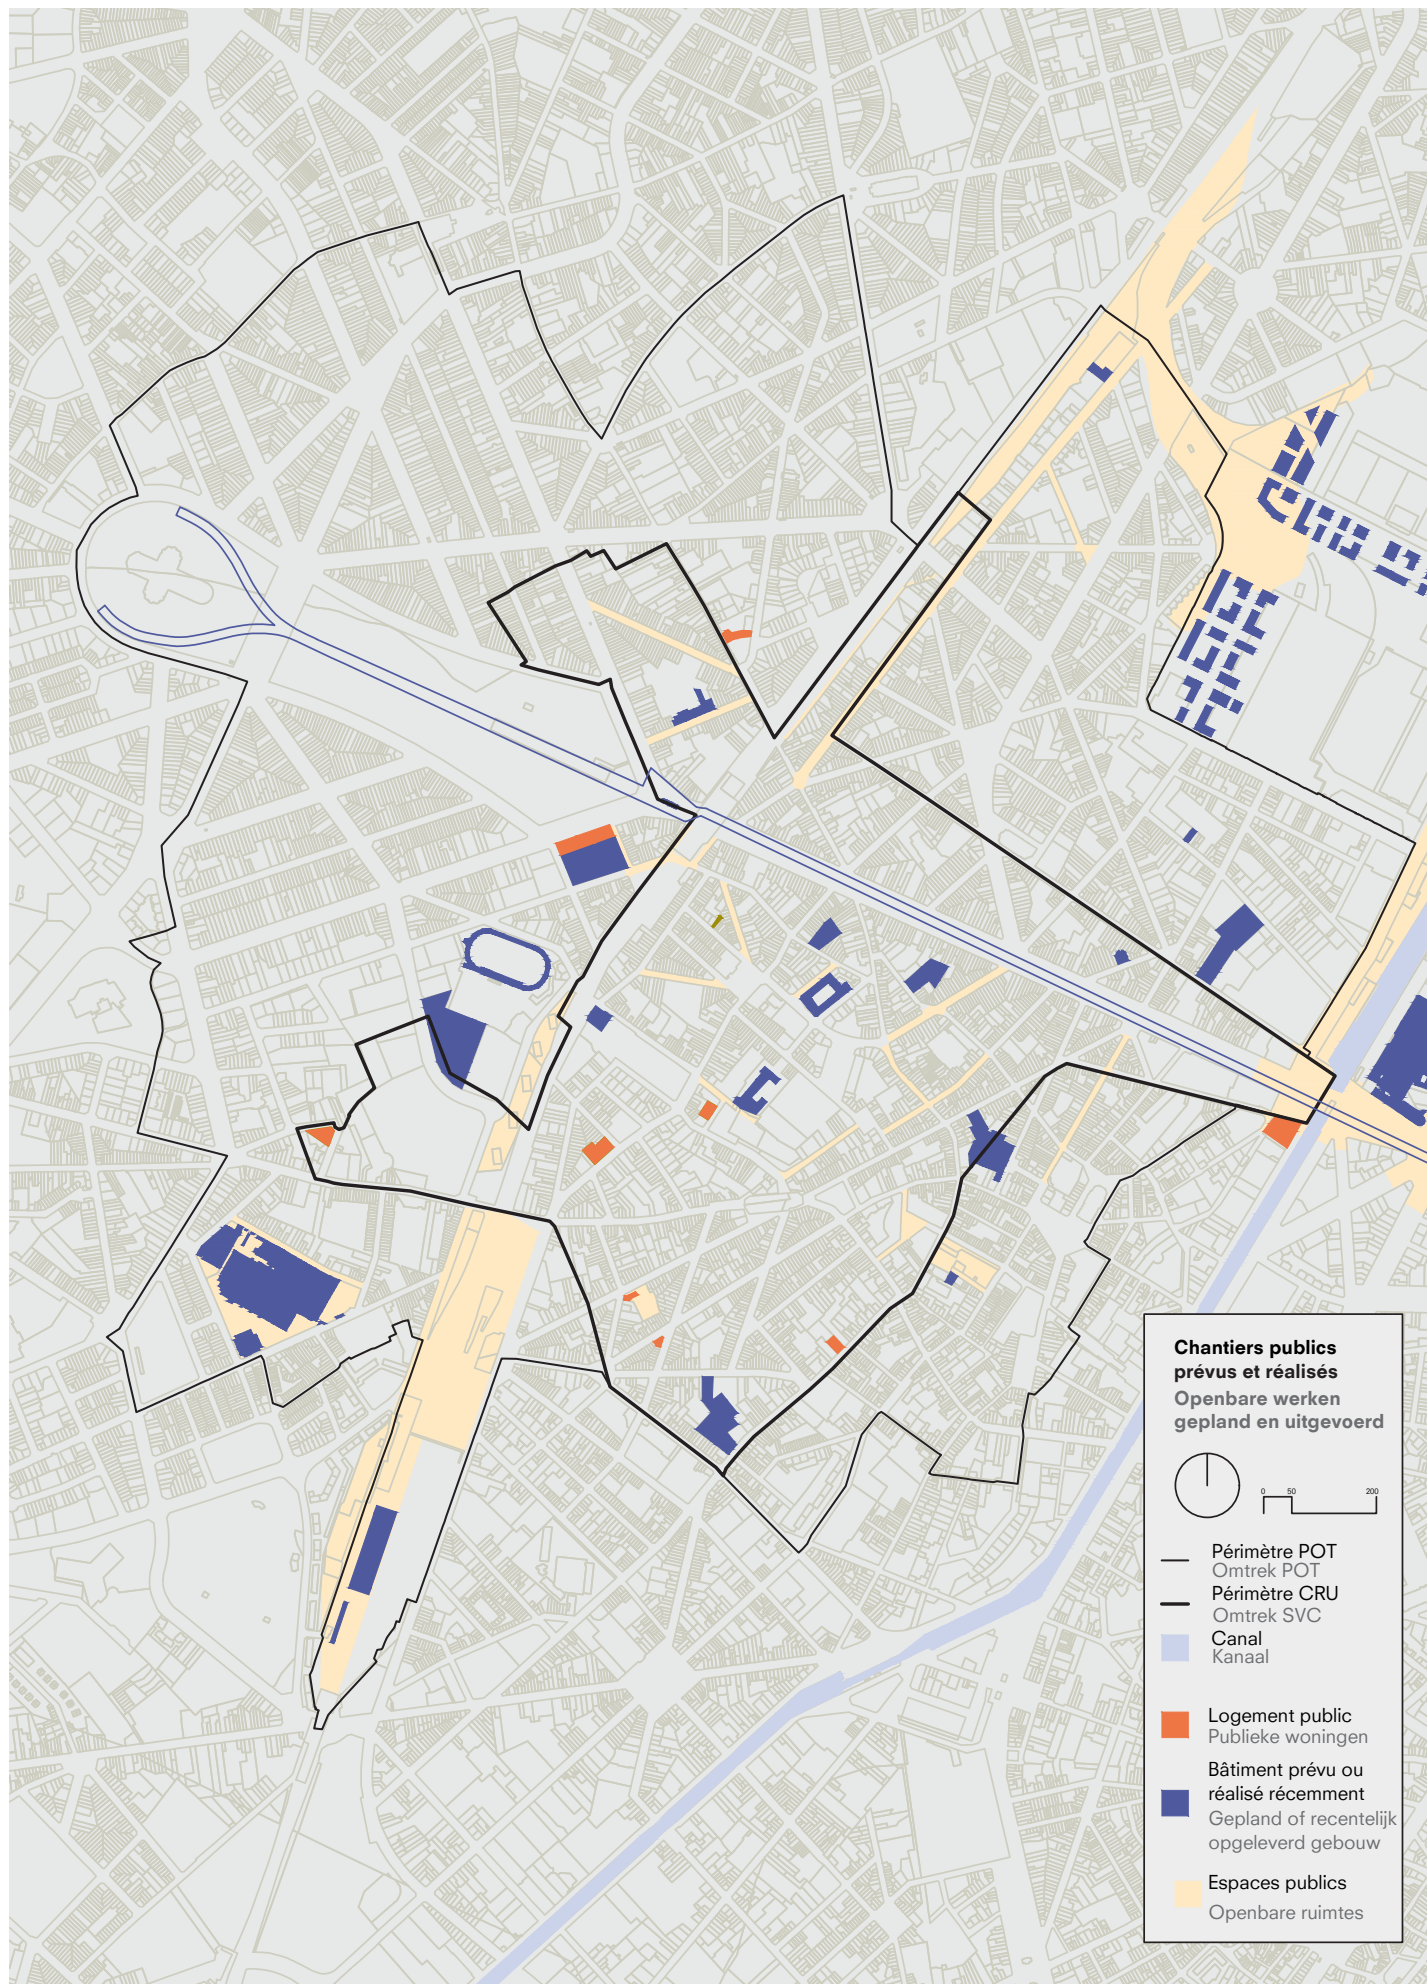 Chantiers publics
prévus et réalisés
Openbare werken
gepland en uitgevoerd
0 50 200
Périmètre POT
Omtrek POT
Périmètre CRU
Omtrek SVC
Canal
Kanaal
Logement public
Publieke woningen
Bâtiment prévu ou
réalisé récemment
Gepland of recentelijk
opgeleverd gebouw
Espaces publics
Openbare ruimtes